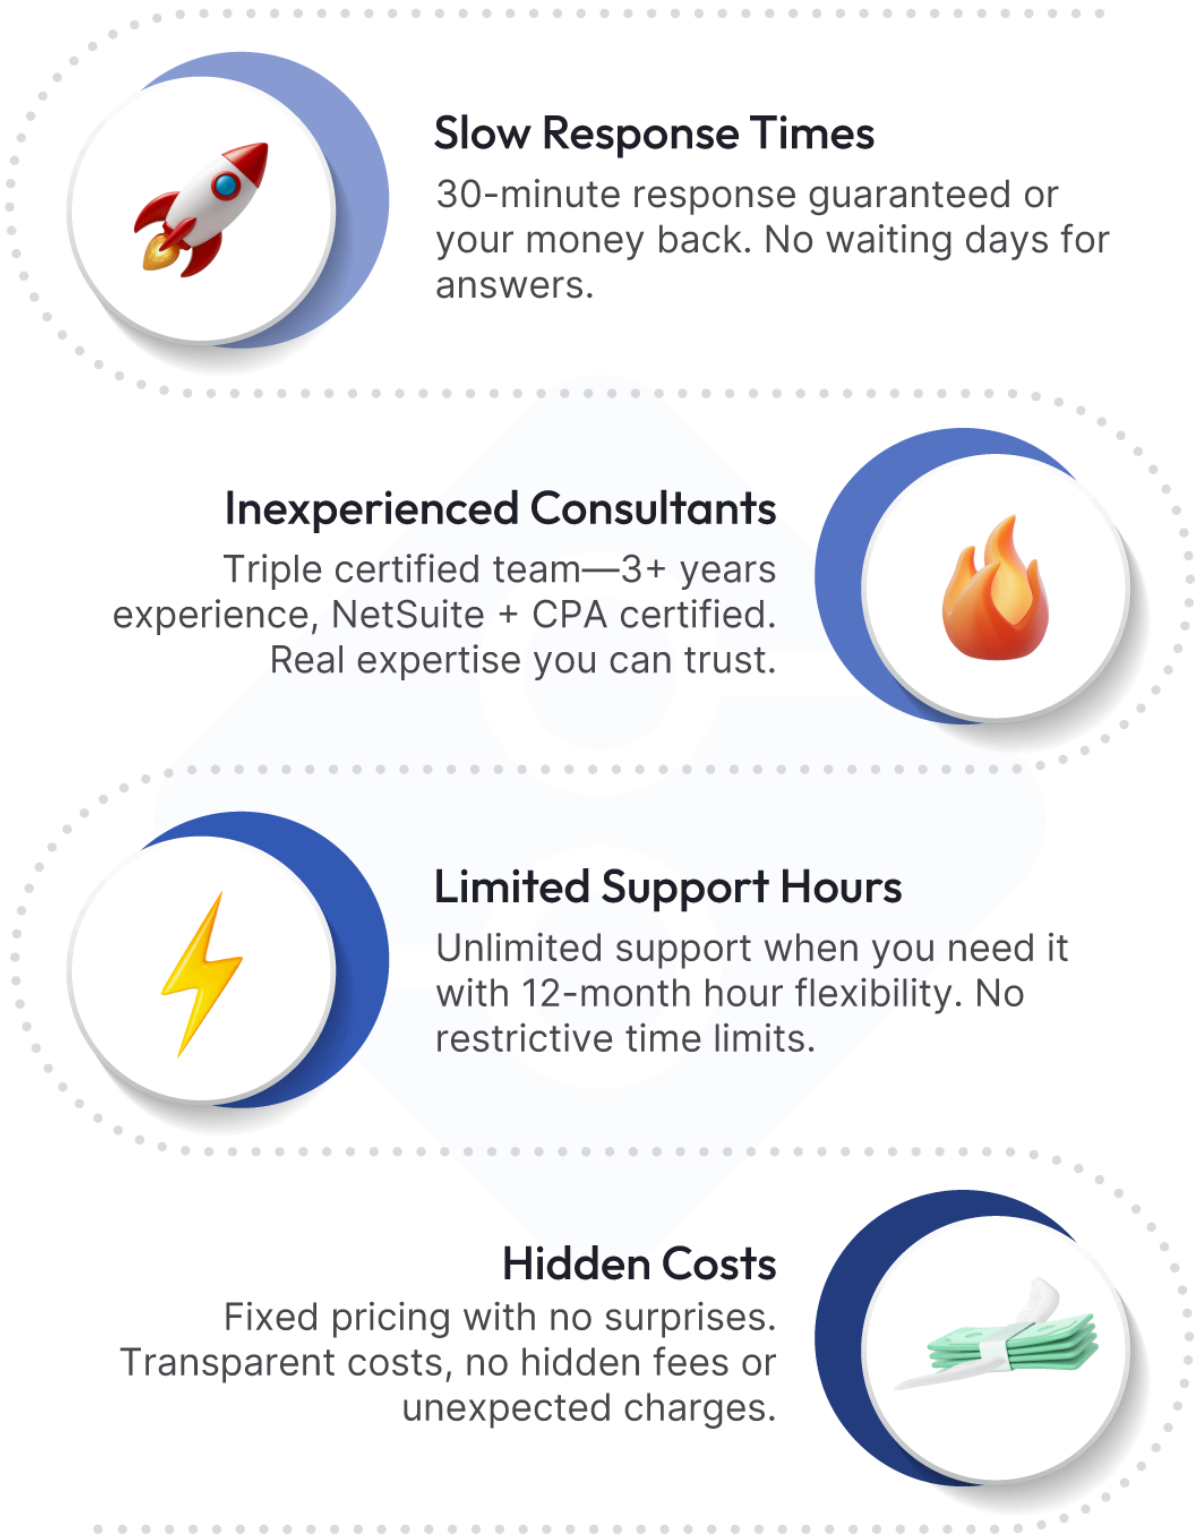 Slow Response Times
30-minute response guaranteed or
your money back. No waiting days for
answers.
Inexperienced Consultants
Triple certified team—3+ years
experience, NetSuite + CPA certified.
Real expertise you can trust.
Limited Support Hours
Unlimited support when you need it
with 12-month hour flexibility. No
restrictive time limits.
Hidden Costs
Fixed pricing with no surprises.
Transparent costs, no hidden fees or
unexpected charges.